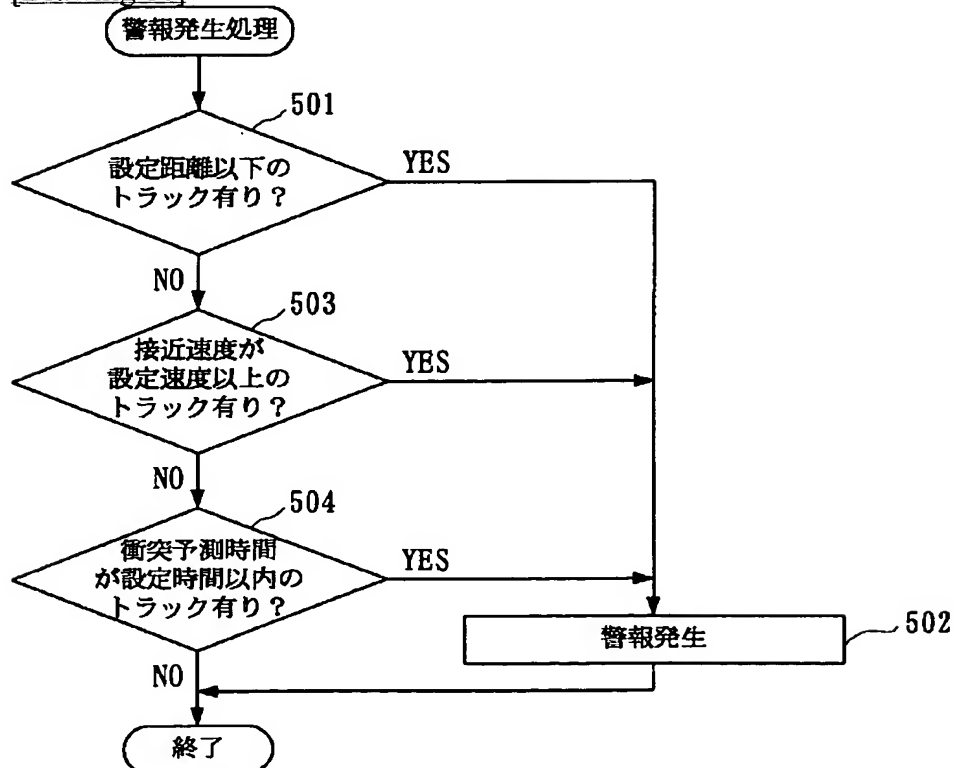 警報発生処理
501
設定距離以下の
トラック有り？
YES
NO
503
接近速度が
設定速度以上の
トラック有り？
YES
NO
504
衝突予測時間
が設定時間以内の
トラック有り？
YES
警報発生
502
NO
終了